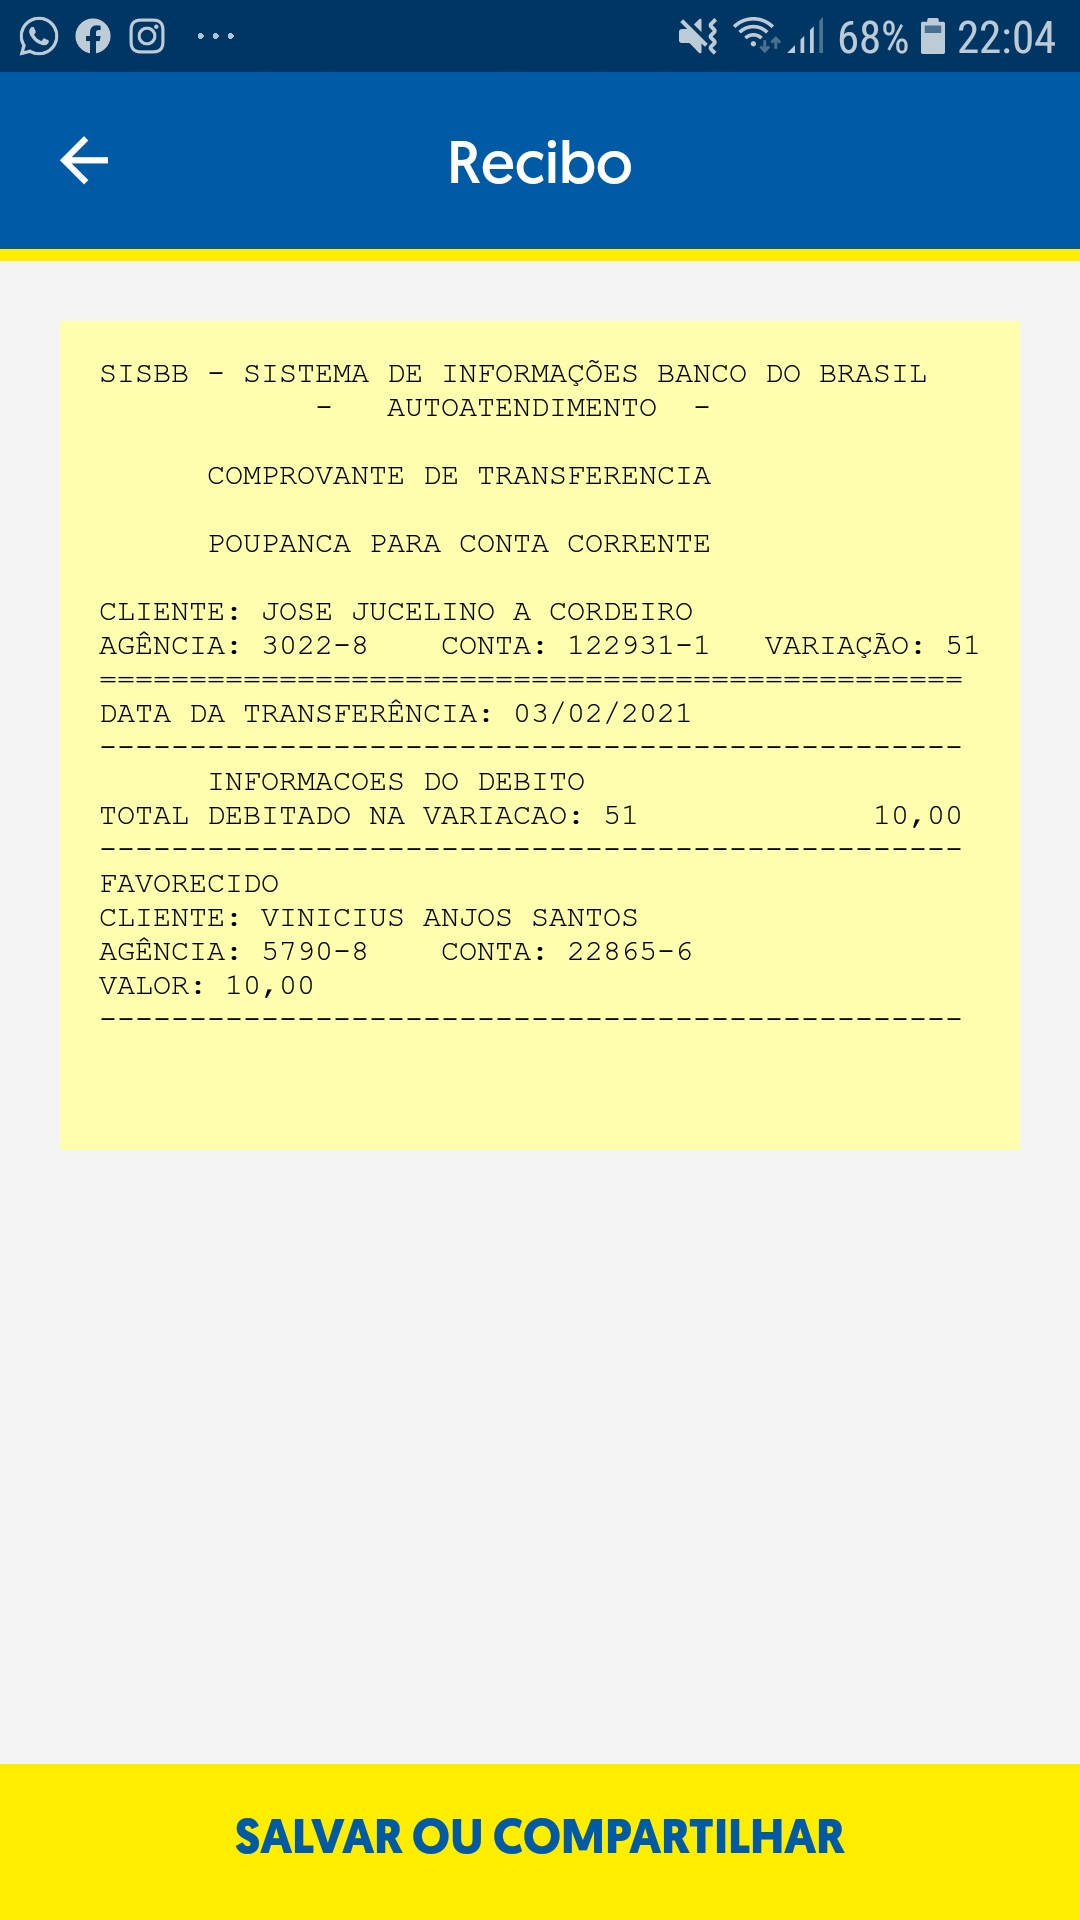 68% 22:04
Recibo
SISBB - SISTEMA DE INFORMAÇÕES BANCO DO BRASIL
- AUTOATENDIMENTO -
COMPROVANTE DE TRANSFERENCIA
POUPANCA PARA CONTA CORRENTE
CLIENTE: JOSE JUCELINO A CORDEIRO
AGÊNCIA: 3022-8 CONTA: 122931-1 VARIAÇÃO: 51
================================================
DATA DA TRANSFERÊNCIA: 03/02/2021
------------------------------------------------
INFORMACOES DO DEBITO
TOTAL DEBITADO NA VARIACAO: 51 10,00
------------------------------------------------
FAVORECIDO
CLIENTE: VINICIUS ANJOS SANTOS
AGÊNCIA: 5790-8 CONTA: 22865-6
VALOR: 10,00
------------------------------------------------
SALVAR OU COMPARTILHAR